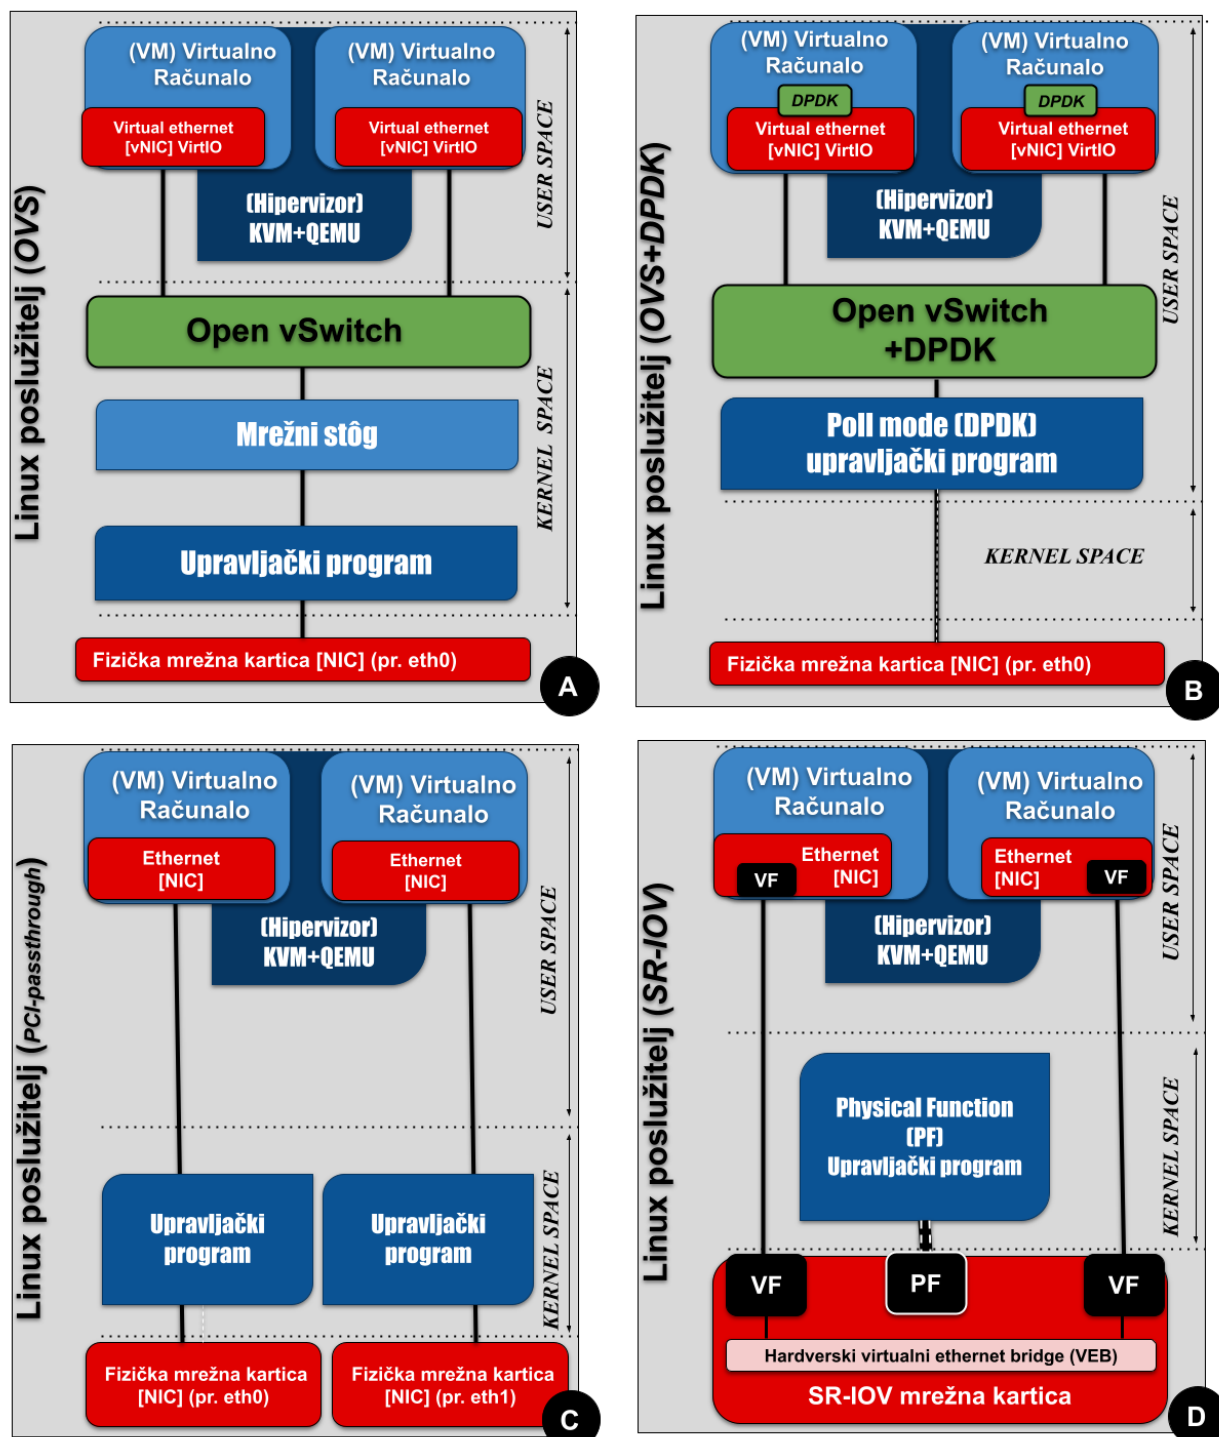 Linux poslužitelj (OVS)
(VM) Virtualno
Računalo
(VM) Virtualno
Računalo
Virtual ethernet
[vNIC] VirtIO
Virtual ethernet
[vNIC] VirtIO
(Hipervizor)
KVM+QEMU
USER SPACE
Open vSwitch
Mrežni stôg
Upravljački program
KERNEL SPACE
Fizička mrežna kartica [NIC] (pr. eth0)
A
Linux poslužitelj (OVS+DPDK)
(VM) Virtualno
Računalo
(VM) Virtualno
Računalo
DPDK
DPDK
Virtual ethernet
[vNIC] VirtIO
Virtual ethernet
[vNIC] VirtIO
(Hipervizor)
KVM+QEMU
USER SPACE
Open vSwitch
+DPDK
Poll mode (DPDK)
upravljački program
KERNEL SPACE
Fizička mrežna kartica [NIC] (pr. eth0)
B
Linux poslužitelj (PCI-passthrough)
(VM) Virtualno
Računalo
(VM) Virtualno
Računalo
Ethernet
[NIC]
Ethernet
[NIC]
(Hipervizor)
KVM+QEMU
USER SPACE
Upravljački
program
Upravljački
program
KERNEL SPACE
Fizička mrežna kartica
[NIC] (pr. eth0)
Fizička mrežna kartica
[NIC] (pr. eth1)
C
Linux poslužitelj (SR-IOV)
(VM) Virtualno
Računalo
(VM) Virtualno
Računalo
Ethernet
[NIC]
VF
Ethernet
[NIC]
VF
(Hipervizor)
KVM+QEMU
USER SPACE
Physical Function
(PF)
Upravljački program
KERNEL SPACE
VF
PF
VF
Hardverski virtualni ethernet bridge (VEB)
SR-IOV mrežna kartica
D